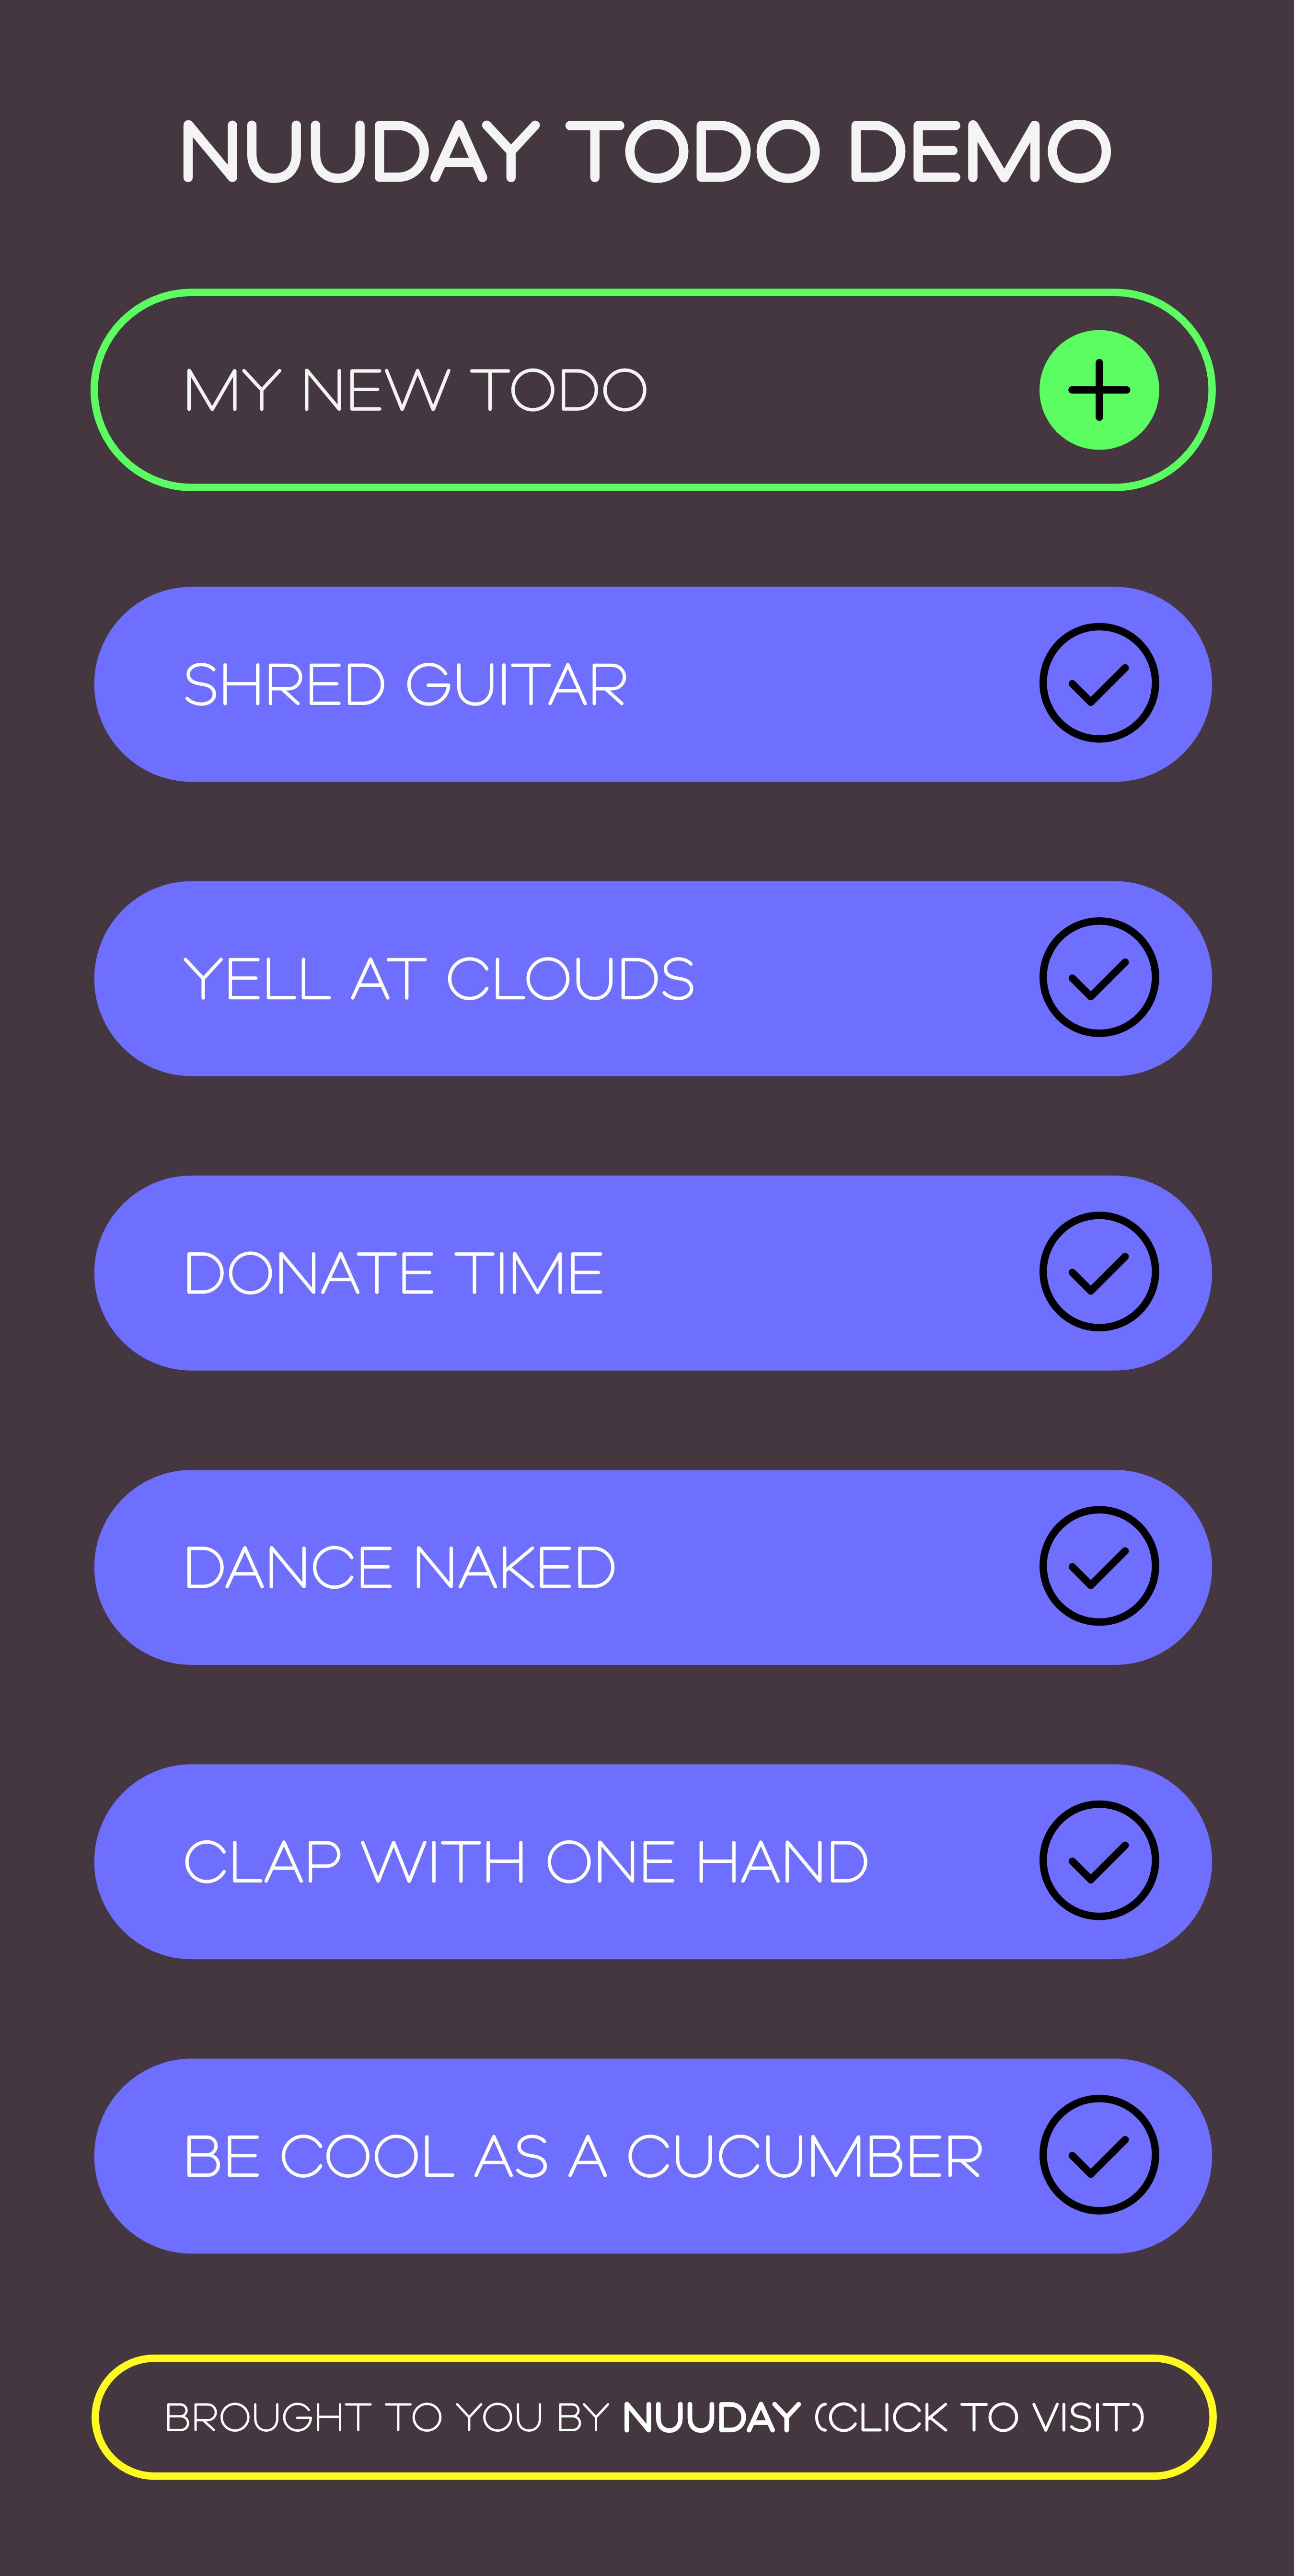 NUUDAY TODO DEMO
MY NEW TODO
SHRED GUITAR
YELL AT CLOUDS
DONATE TIME
DANCE NAKED
CLAP WITH ONE HAND
BE COOL AS A CUCUMBER
BROUGHT TO YOU BY NUUDAY (CLICK TO VISIT)